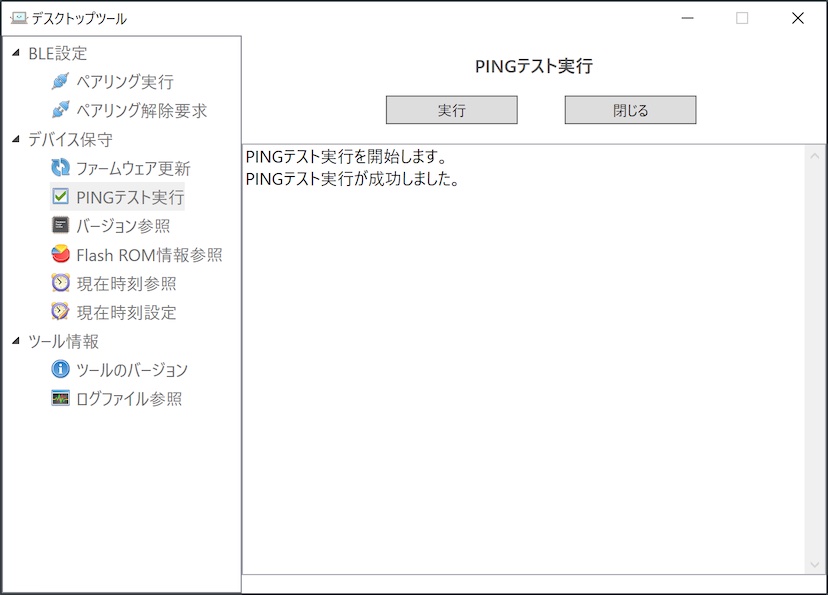 デスクトップツール
BLE設定
ペアリング実行
ペアリング解除要求
デバイス保守
ファームウェア更新
PINGテスト実行
バージョン参照
Flash ROM情報参照
現在時刻参照
現在時刻設定
ツール情報
ツールのバージョン
ログファイル参照
PINGテスト実行
実行
閉じる
PINGテスト実行を開始します。
PINGテスト実行が成功しました。